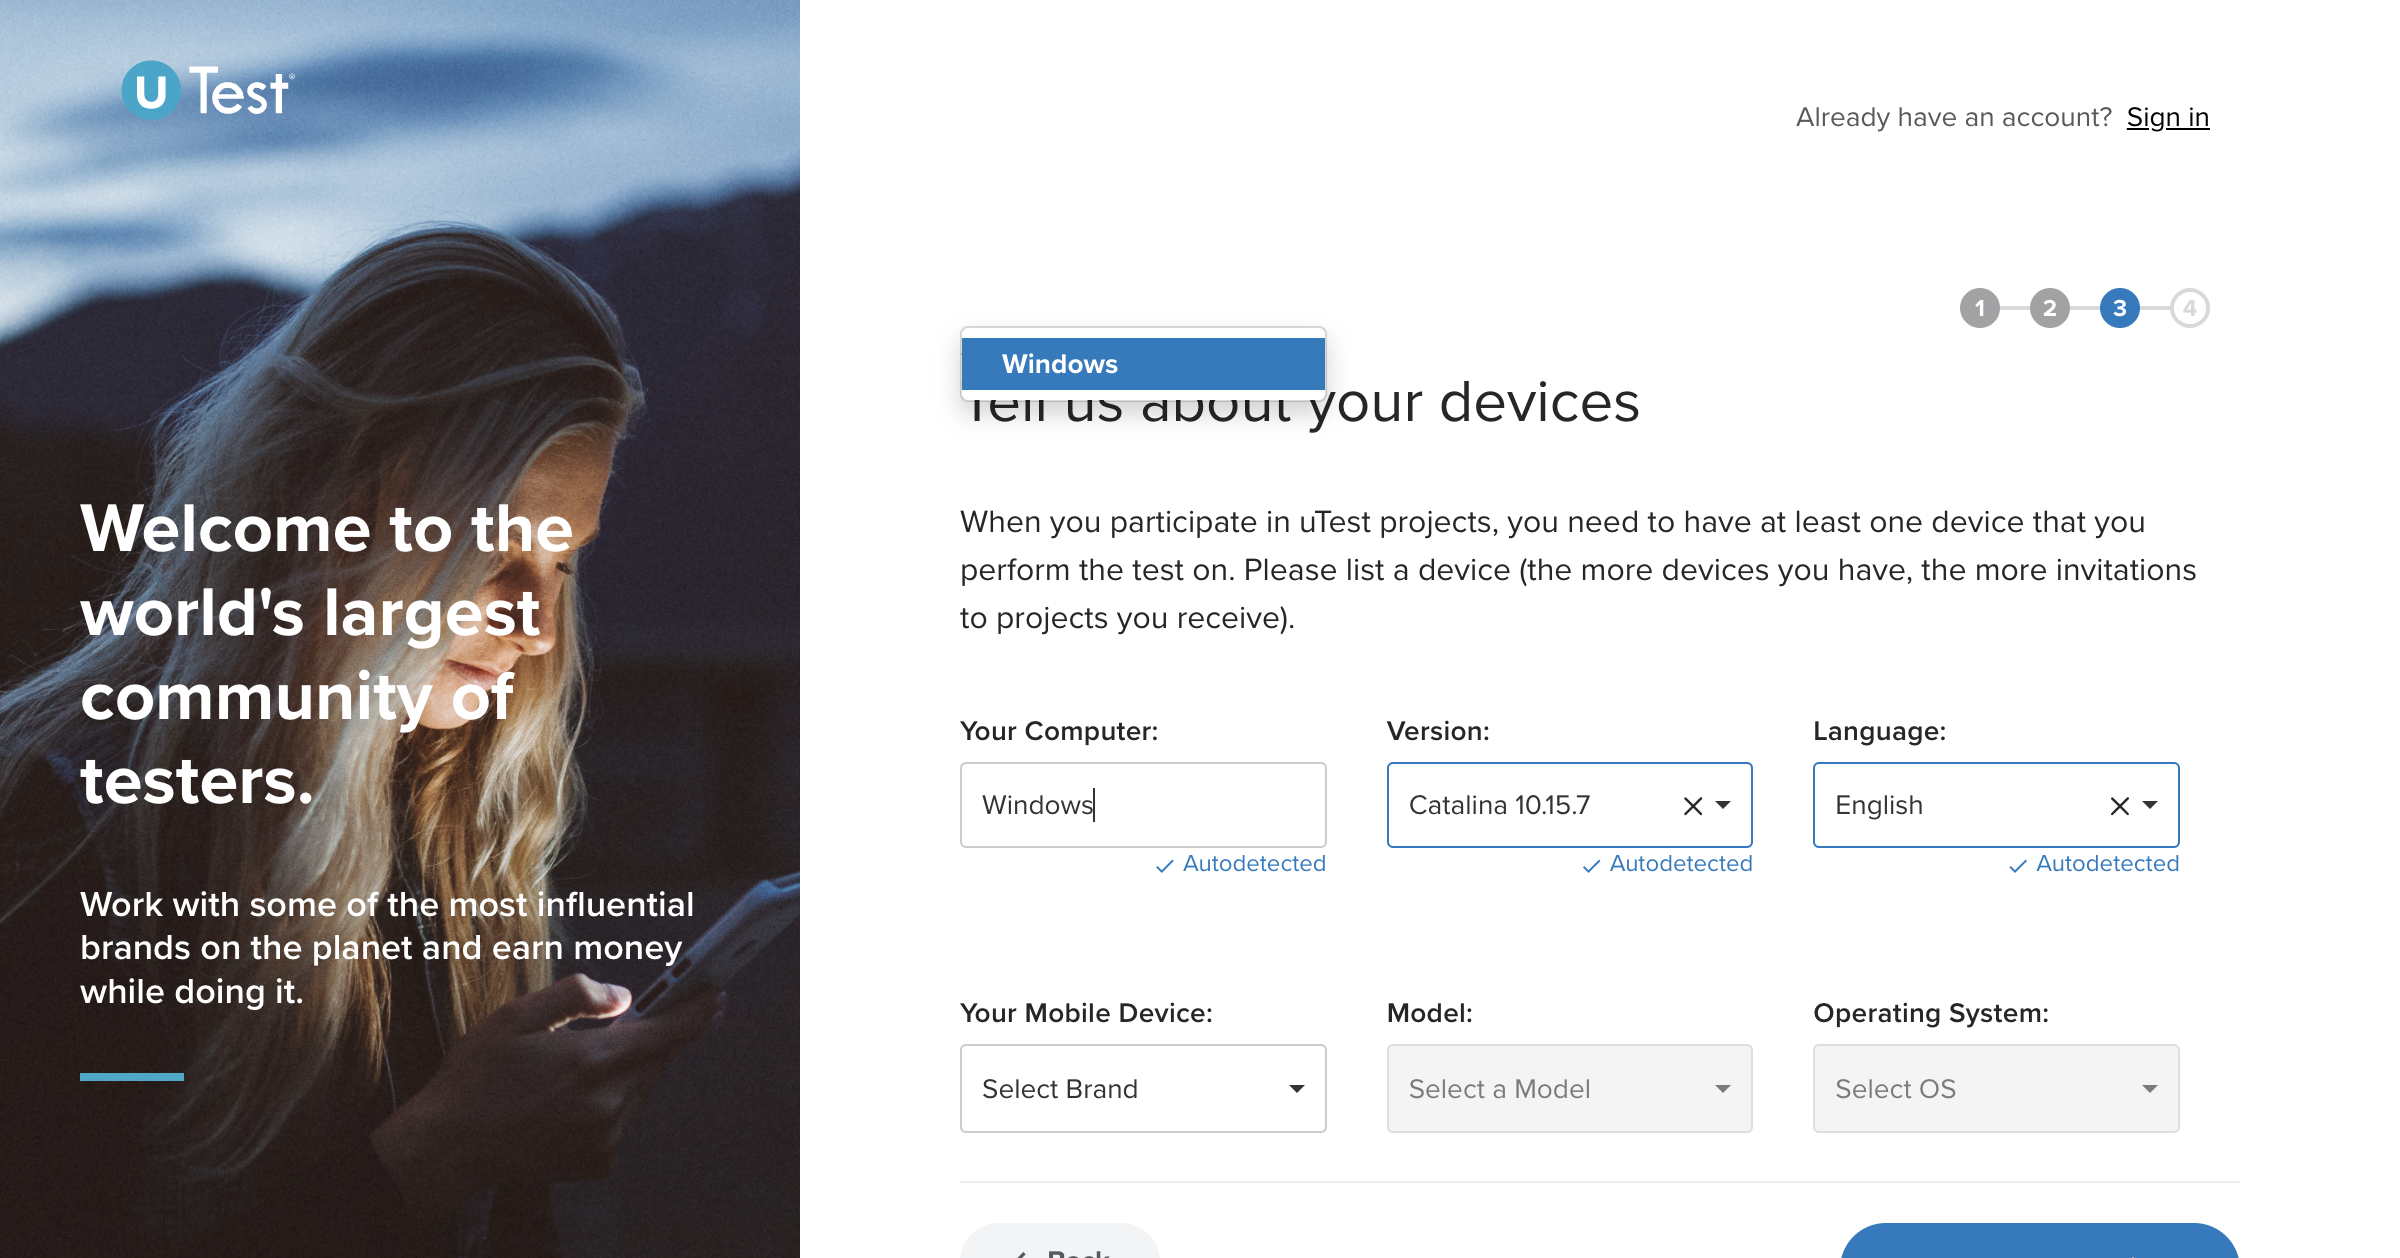 U Test®
Welcome to the
world's largest
community of
testers.
Work with some of the most influential
brands on the planet and earn money
while doing it.
Already have an account? Sign in
1 2 3 4
Windows
Tell us about your devices
When you participate in uTest projects, you need to have at least one device that you
perform the test on. Please list a device (the more devices you have, the more invitations
to projects you receive).
Your Computer: Version: Language:
Windows Catalina 10.15.7 English
Autodetected Autodetected Autodetected
Your Mobile Device: Model: Operating System:
Select Brand Select a Model Select OS
Back